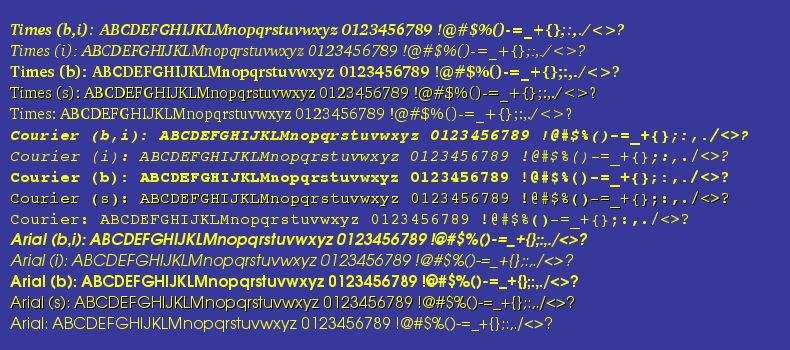 Times (b,i): ABCDEFGHIJKLMnopqrstuvwxyz 0123456789 !@#$%()-=_+{};:,./<>?
Times (i): ABCDEFGHIJKLMnopqrstuvwxyz 0123456789 !@#$%()-=_+{};:,./<>?
Times (b): ABCDEFGHIJKLMnopqrstuvwxyz 0123456789 !@#$%()-=_+{};:,./<>?
Times (s): ABCDEFGHIJKLMnopqrstuvwxyz 0123456789 !@#$%()-=_+{};:,./<>?
Times: ABCDEFGHIJKLMnopqrstuvwxyz 0123456789 !@#$%()-=_+{};:,./<>?
Courier (b,i): ABCDEFGHIJKLMnopqrstuvwxyz 0123456789 !@#$%()-=_+{};:,./<>?
Courier (i): ABCDEFGHIJKLMnopqrstuvwxyz 0123456789 !@#$%()-=_+{};:,./<>?
Courier (b): ABCDEFGHIJKLMnopqrstuvwxyz 0123456789 !@#$%()-=_+{};:,./<>?
Courier (s): ABCDEFGHIJKLMnopqrstuvwxyz 0123456789 !@#$%()-=_+{};:,./<>?
Courier: ABCDEFGHIJKLMnopqrstuvwxyz 0123456789 !@#$%()-=_+{};:,./<>?
Arial (b,i): ABCDEFGHIJKLMnopqrstuvwxyz 0123456789 !@#$%()-=_+{};:,./<>?
Arial (i): ABCDEFGHIJKLMnopqrstuvwxyz 0123456789 !@#$%()-=_+{};:,./<>?
Arial (b): ABCDEFGHIJKLMnopqrstuvwxyz 0123456789 !@#$%()-=_+{};:,./<>?
Arial (s): ABCDEFGHIJKLMnopqrstuvwxyz 0123456789 !@#$%()-=_+{};:,./<>?
Arial: ABCDEFGHIJKLMnopqrstuvwxyz 0123456789 !@#$%()-=_+{};:,./<>?